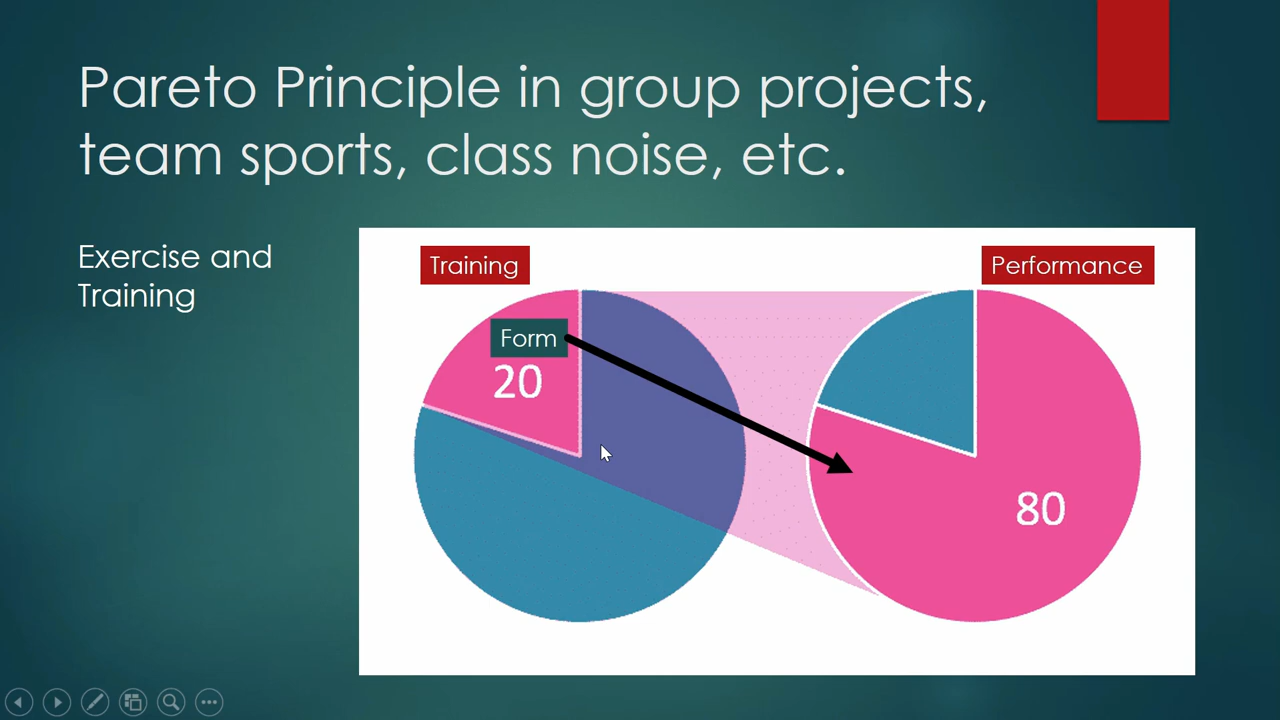 Pareto Principle in group projects,
team sports, class noise, etc.
Exercise and
Training
Training
Performance
Form
20
80